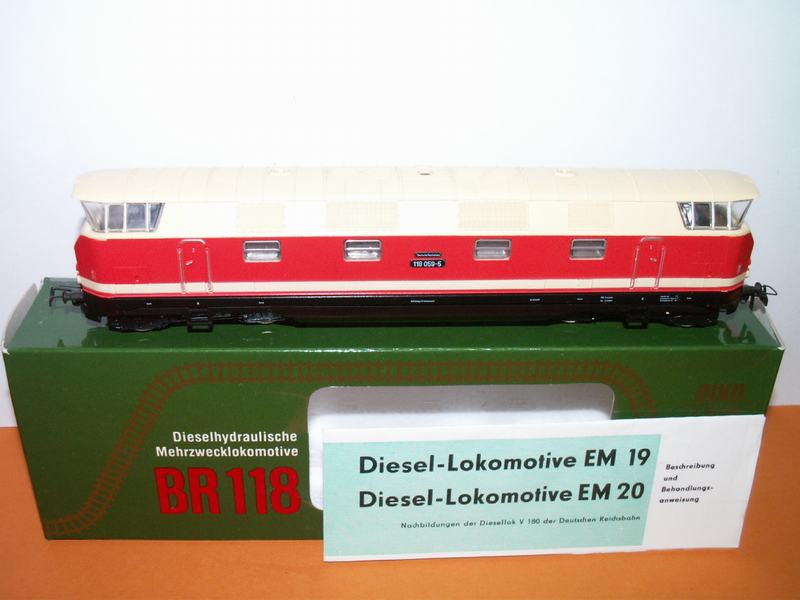 118 059-5
PIKO
Dieselhydraulische
Mehrzwecklokomotive
BR 118
Diesel-Lokomotive EM 19
Diesel-Lokomotive EM 20
Nachbildungen der Diesellok V 180 der Deutschen Reichsbahn
Beschreibung
und
Behandlungs-
anweisung